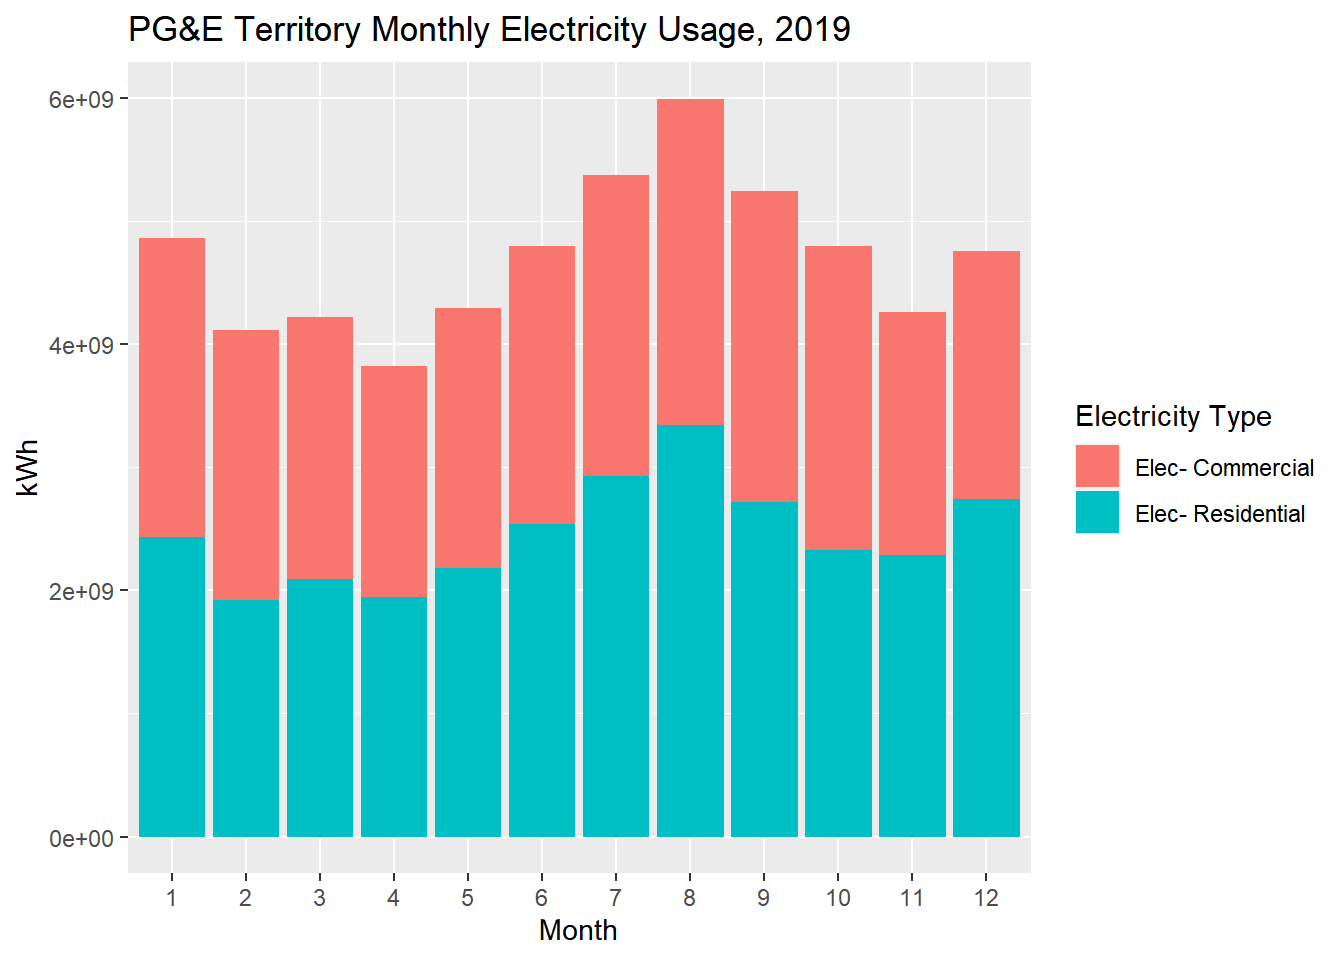 PG&E Territory Monthly Electricity Usage, 2019
6e+09
4e+09
2e+09
0e+00
kWh
1 2 3 4 5 6 7 8 9 10 11 12
Month
Electricity Type
Elec- Commercial
Elec- Residential